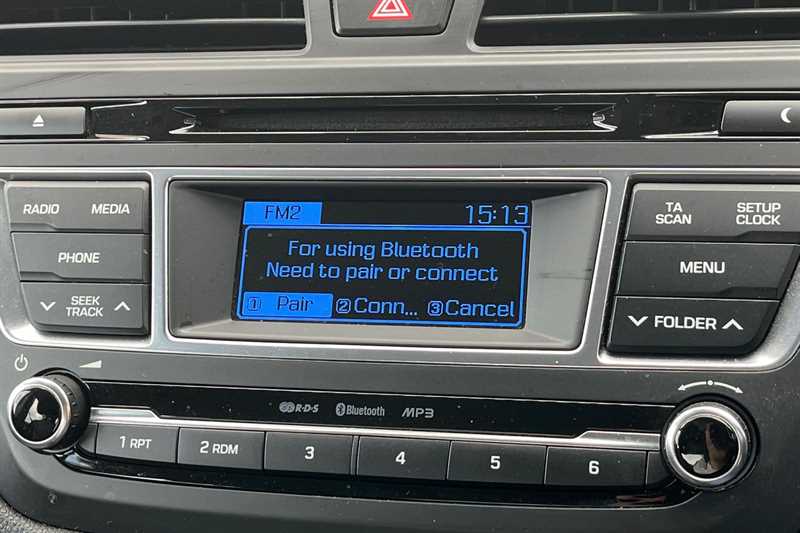 RADIO
MEDIA
PHONE
SEEK
TRACK
FM2
15:13
For using Bluetooth
Need to pair or connect
1 Pair
2 Conn...
3 Cancel
TA
SCAN
SETUP
CLOCK
MENU
FOLDER
R·D·S
Bluetooth
MP3
1 RPT
2 RDM
3
4
5
6